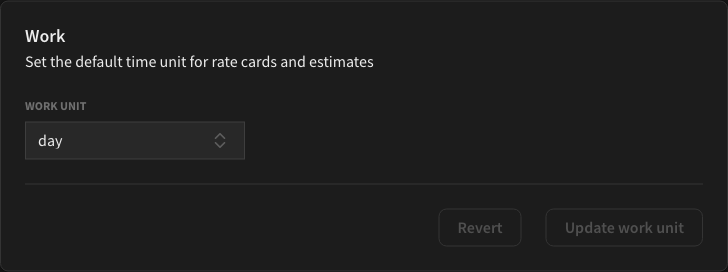 Work
Set the default time unit for rate cards and estimates
WORK UNIT
day
Revert
Update work unit